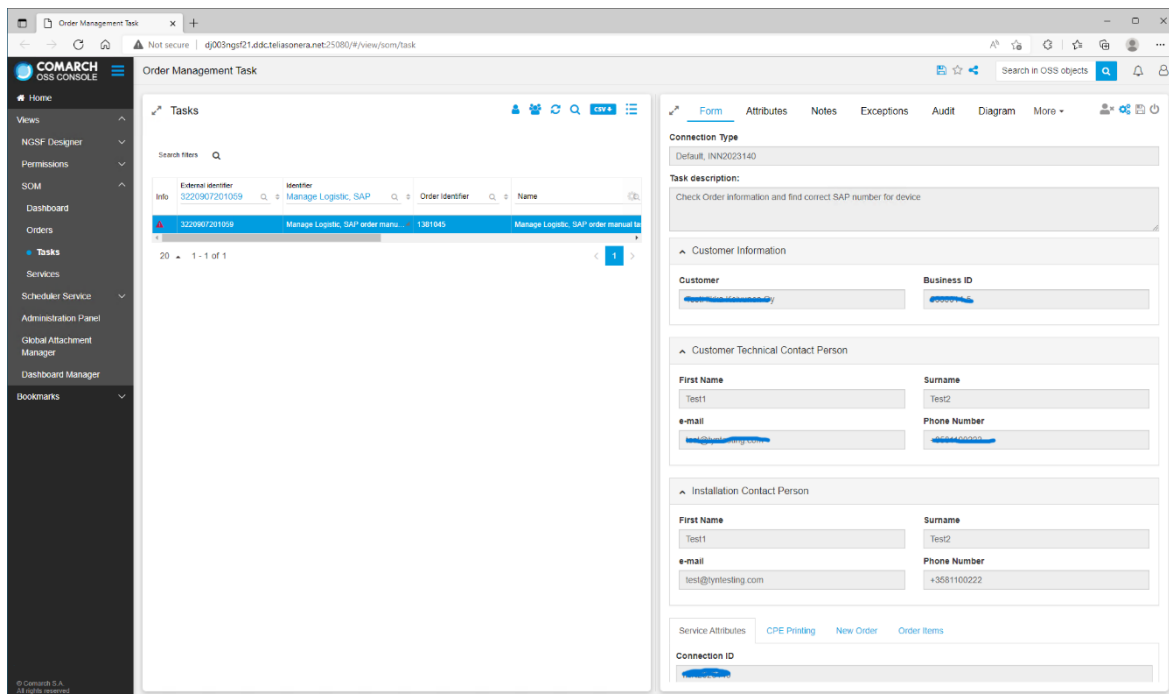 Order Management Task
Not secure | dj003ngsf21.ddc.teliasonera.net:25080/#/view/som/task
COMARCH
OSS CONSOLE
Order Management Task
Search in OSS objects
Home
Views
NGSF Designer
Permissions
SOM
Dashboard
Orders
Tasks
Services
Scheduler Service
Administration Panel
Global Attachment
Manager
Dashboard Manager
Bookmarks
© Comarch S.A.
All rights reserved
Tasks
CSV
Search filters
Info External identifier Identifier Order Identifier Name
3220907201059 Manage Logistic, SAP
3220907201059 Manage Logistic, SAP order manu... 1381045 Manage Logistic, SAP order manual ta
20 1 - 1 of 1 1
Form Attributes Notes Exceptions Audit Diagram More
Connection Type
Default, INN2023140
Task description:
Check Order information and find correct SAP number for device
Customer Information
Customer Business ID
Customer Technical Contact Person
First Name Surname
Test1 Test2
e-mail Phone Number
Installation Contact Person
First Name Surname
Test1 Test2
e-mail Phone Number
test@tyntesting.com +3581100222
Service Attributes CPE Printing New Order Order Items
Connection ID